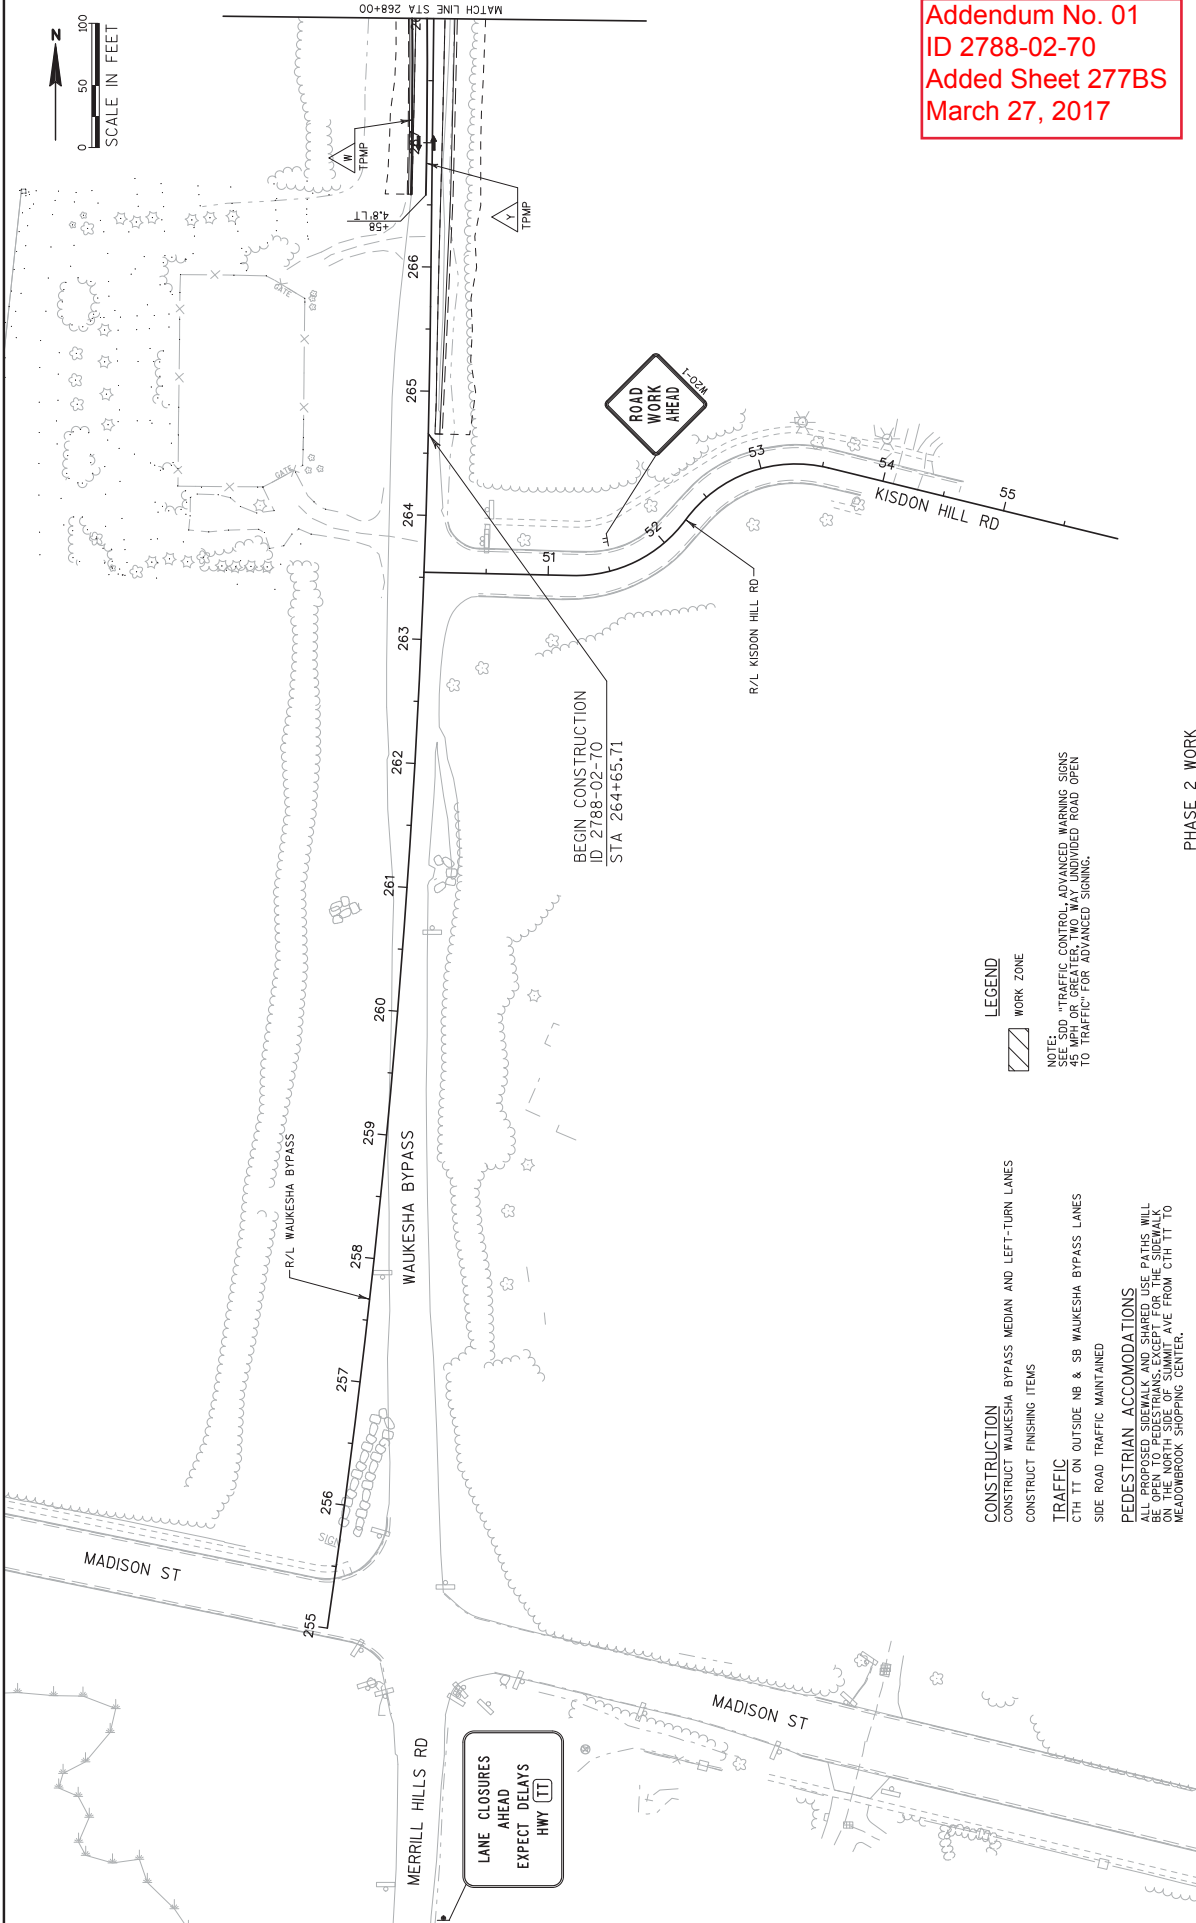 Addendum No. 01
ID 2788-02-70
Added Sheet 277BS
March 27, 2017
MATCH LINE STA 268+00
N
0 50 100
SCALE IN FEET
W
TPMP
+58
4.8' LT
Y
TPMP
266
265
264
263
262
261
260
259
258
257
256
255
GATE
GATE
ROAD
WORK
AHEAD
W20-1
51
52
53
54
55
KISDON HILL RD
R/L KISDON HILL RD
BEGIN CONSTRUCTION
ID 2788-02-70
STA 264+65.71
R/L WAUKESHA BYPASS
WAUKESHA BYPASS
SIGN
MADISON ST
MADISON ST
MERRILL HILLS RD
LANE CLOSURES
AHEAD
EXPECT DELAYS
HWY TT
LEGEND
WORK ZONE
NOTE:
SEE SDD "TRAFFIC CONTROL, ADVANCED WARNING SIGNS
45 MPH OR GREATER, TWO WAY UNDIVIDED ROAD OPEN
TO TRAFFIC" FOR ADVANCED SIGNING.
CONSTRUCTION
CONSTRUCT WAUKESHA BYPASS MEDIAN AND LEFT-TURN LANES
CONSTRUCT FINISHING ITEMS
TRAFFIC
CTH TT ON OUTSIDE NB & SB WAUKESHA BYPASS LANES
SIDE ROAD TRAFFIC MAINTAINED
PEDESTRIAN ACCOMODATIONS
ALL PROPOSED SIDEWALK AND SHARED USE PATHS WILL
BE OPEN TO PEDESTRIANS, EXCEPT FOR THE SIDEWALK
ON THE NORTH SIDE OF SUMMIT AVE FROM CTH TT TO
MEADOWBROOK SHOPPING CENTER.
PHASE 2 WORK